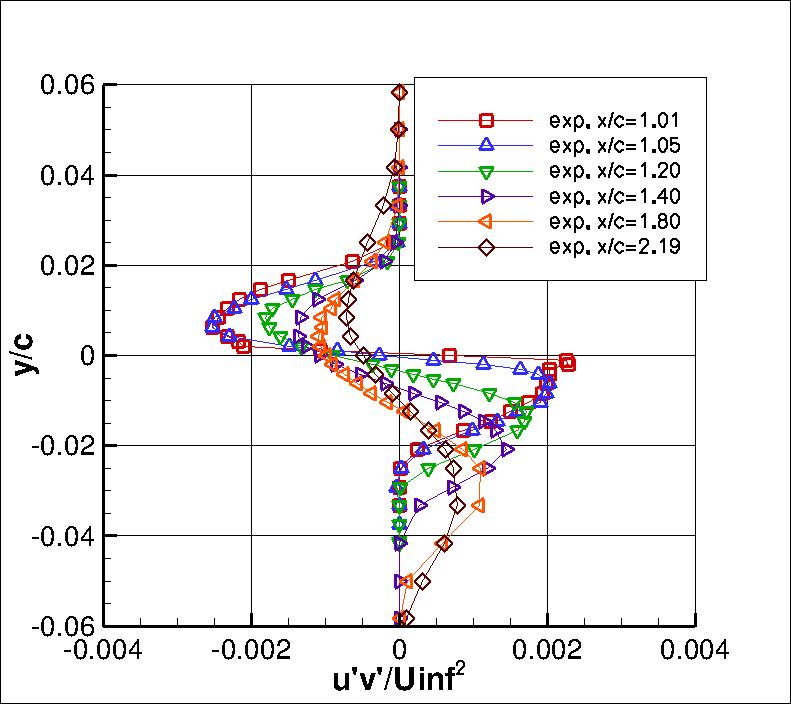 0.06
0.04
0.02
0
-0.02
-0.04
-0.06
y/c
exp. x/c=1.01
exp. x/c=1.05
exp. x/c=1.20
exp. x/c=1.40
exp. x/c=1.80
exp. x/c=2.19
-0.004
-0.002
0
0.002
0.004
u'v'/Uinf²